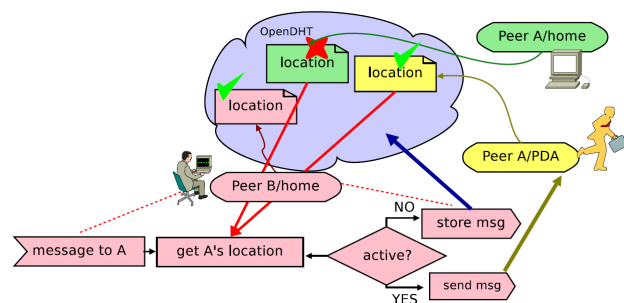 OpenDHT
Peer A/home
location
location
location
Peer A/PDA
Peer B/home
NO
store msg
message to A
get A's location
active?
send msg
YES